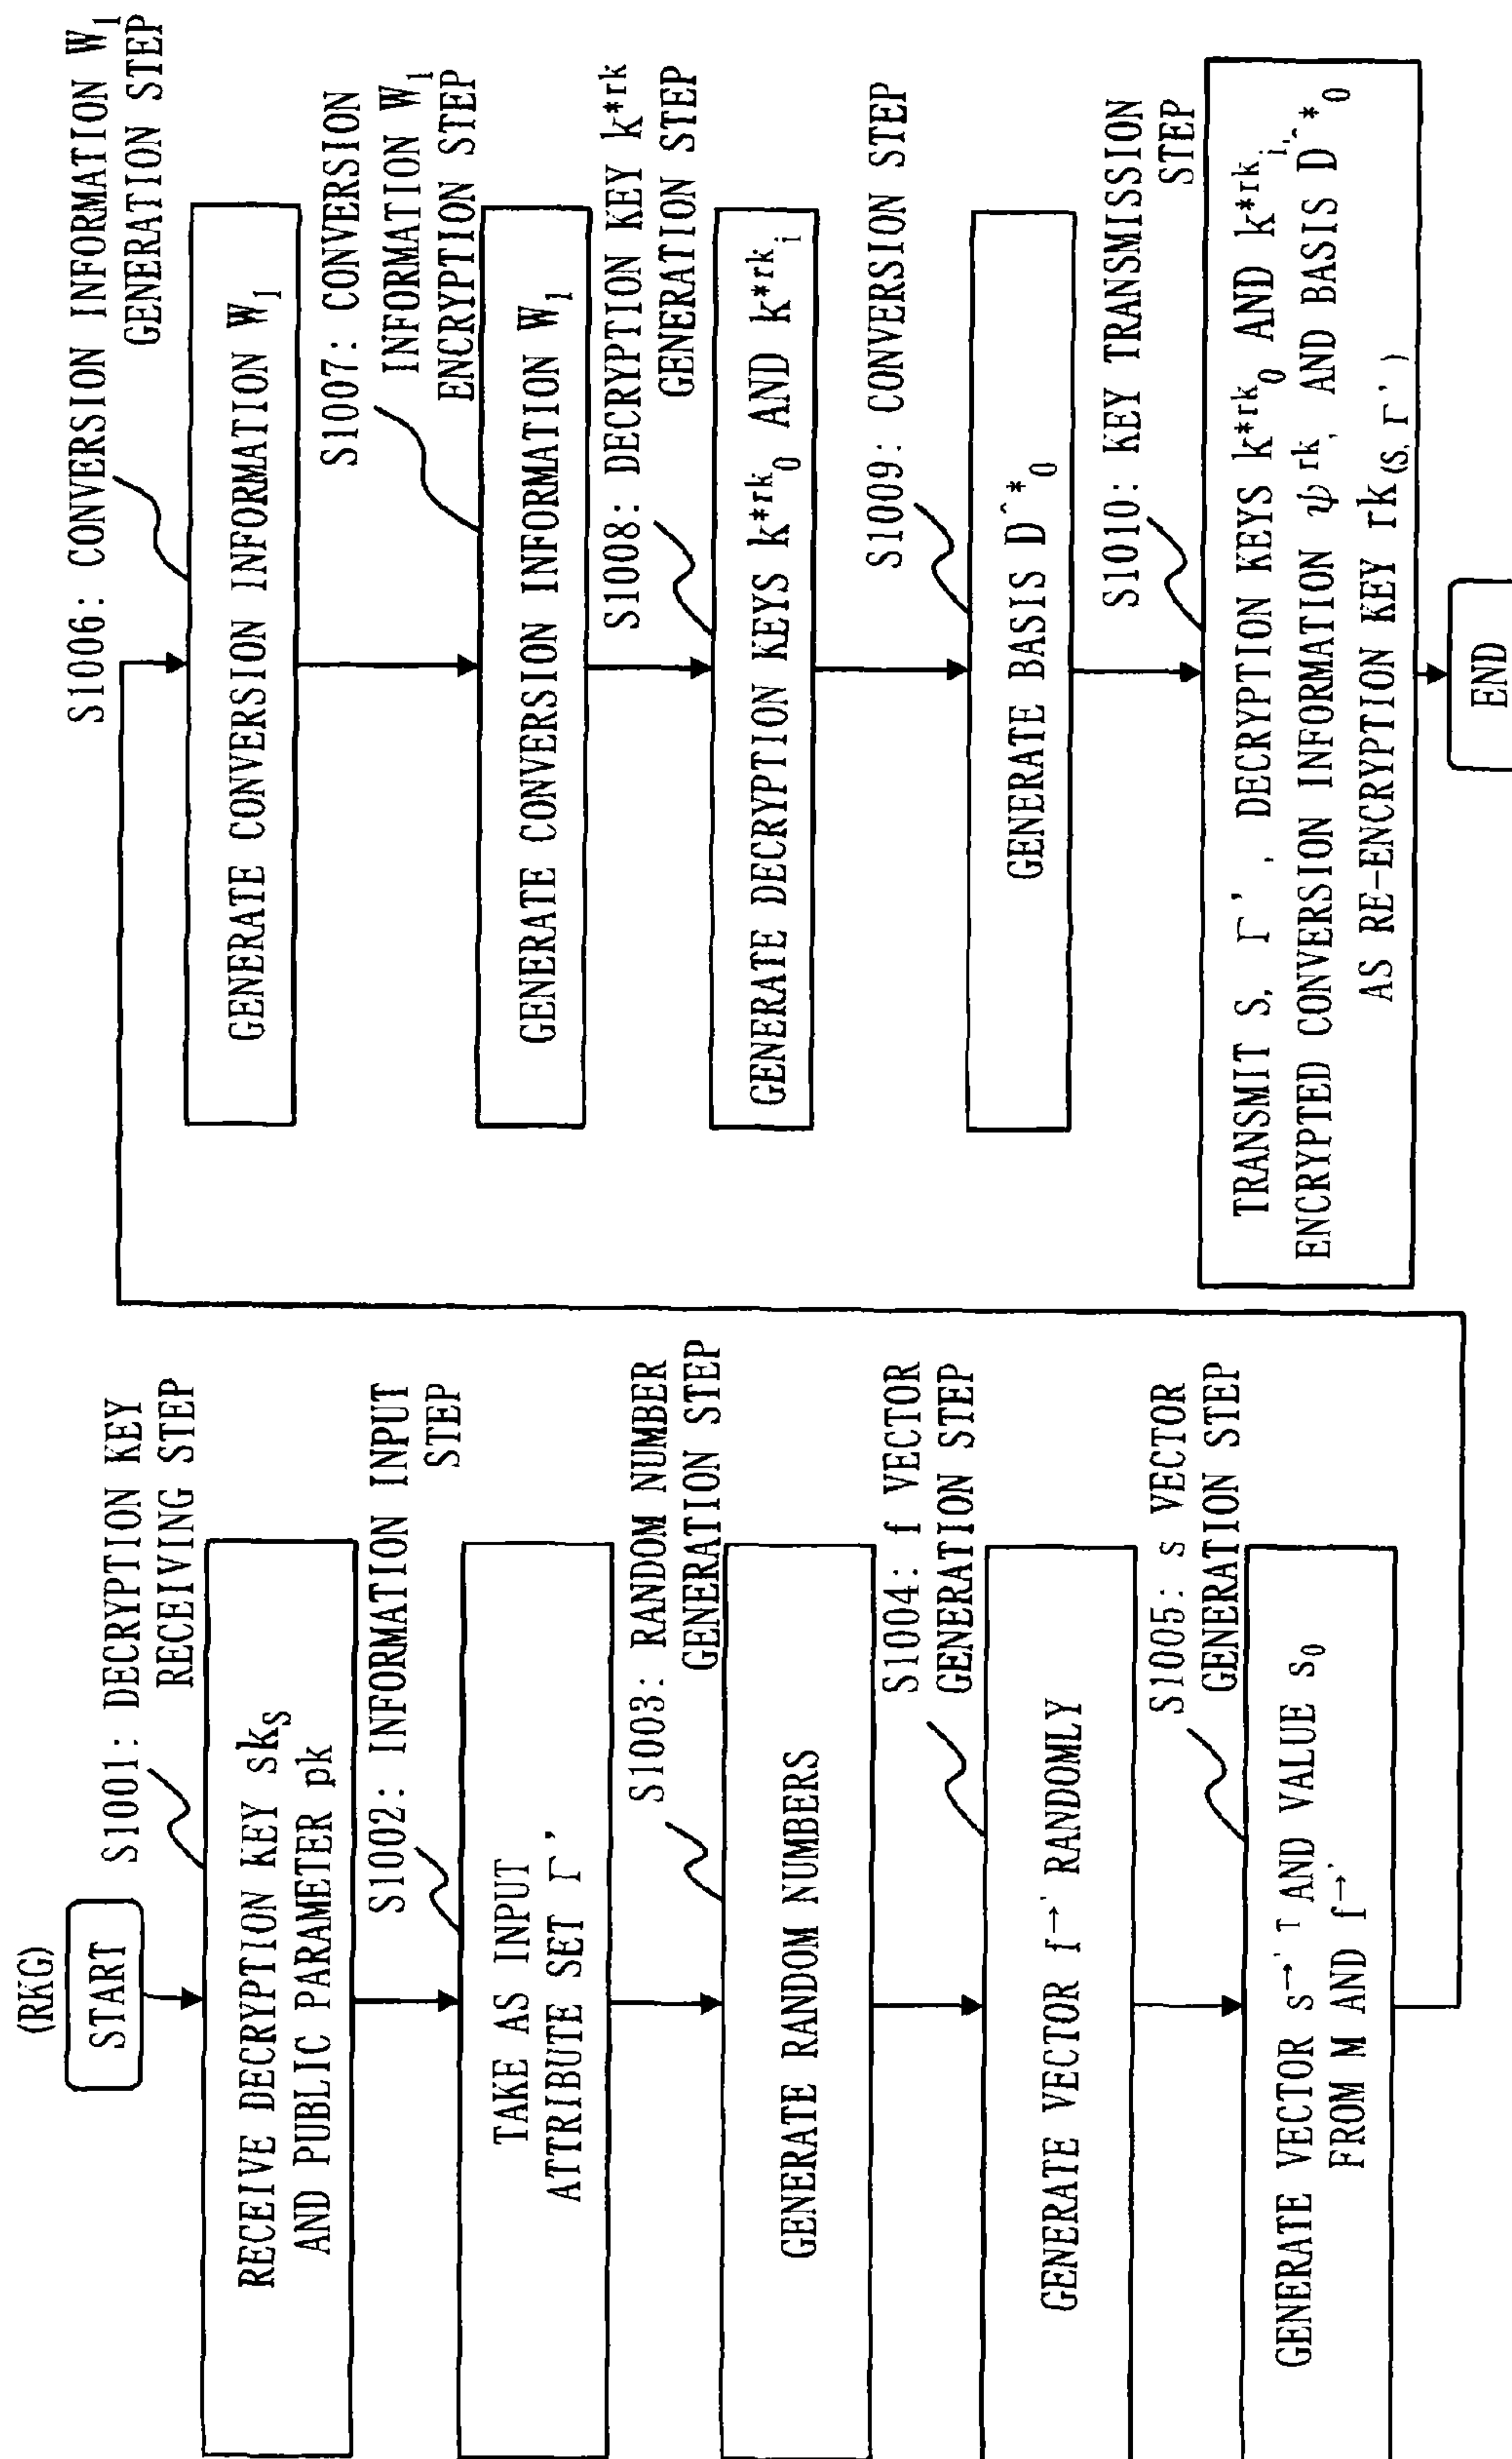 (RKG)
START
S1001: DECRYPTION KEY
RECEIVING STEP
RECEIVE DECRYPTION KEY sk_S
AND PUBLIC PARAMETER pk
S1002: INFORMATION INPUT
STEP
TAKE AS INPUT
ATTRIBUTE SET Γ'
S1003: RANDOM NUMBER
GENERATION STEP
GENERATE RANDOM NUMBERS
S1004: f VECTOR
GENERATION STEP
GENERATE VECTOR f→' RANDOMLY
S1005: s VECTOR
GENERATION STEP
GENERATE VECTOR s→'T AND VALUE s0
FROM M AND f→'
S1006: CONVERSION INFORMATION W1
GENERATION STEP
GENERATE CONVERSION INFORMATION W1
S1007: CONVERSION
INFORMATION W1
ENCRYPTION STEP
GENERATE CONVERSION INFORMATION W1
S1008: DECRYPTION KEY k*rk
GENERATION STEP
GENERATE DECRYPTION KEYS k*rk0 AND k*rki
S1009: CONVERSION STEP
GENERATE BASIS D^*0
S1010: KEY TRANSMISSION
STEP
TRANSMIT S, Γ', DECRYPTION KEYS k*rk0 AND k*rki,
ENCRYPTED CONVERSION INFORMATION ψrk, AND BASIS D^*0
AS RE-ENCRYPTION KEY rk(S, Γ')
END